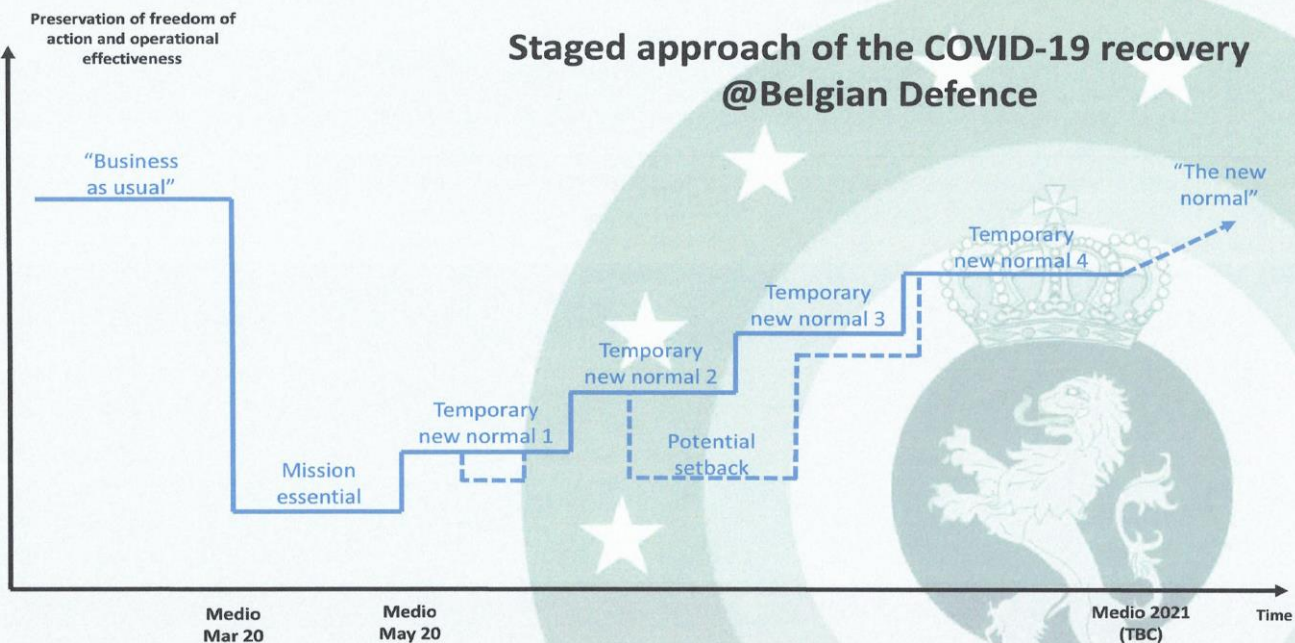 Preservation of freedom of
action and operational
effectiveness
Staged approach of the COVID-19 recovery
@Belgian Defence
“Business
as usual”
“The new
normal”
Temporary
new normal 4
Temporary
new normal 3
Temporary
new normal 2
Temporary
new normal 1
Potential
setback
Mission
essential
Medio
Mar 20
Medio
May 20
Medio 2021
(TBC)
Time